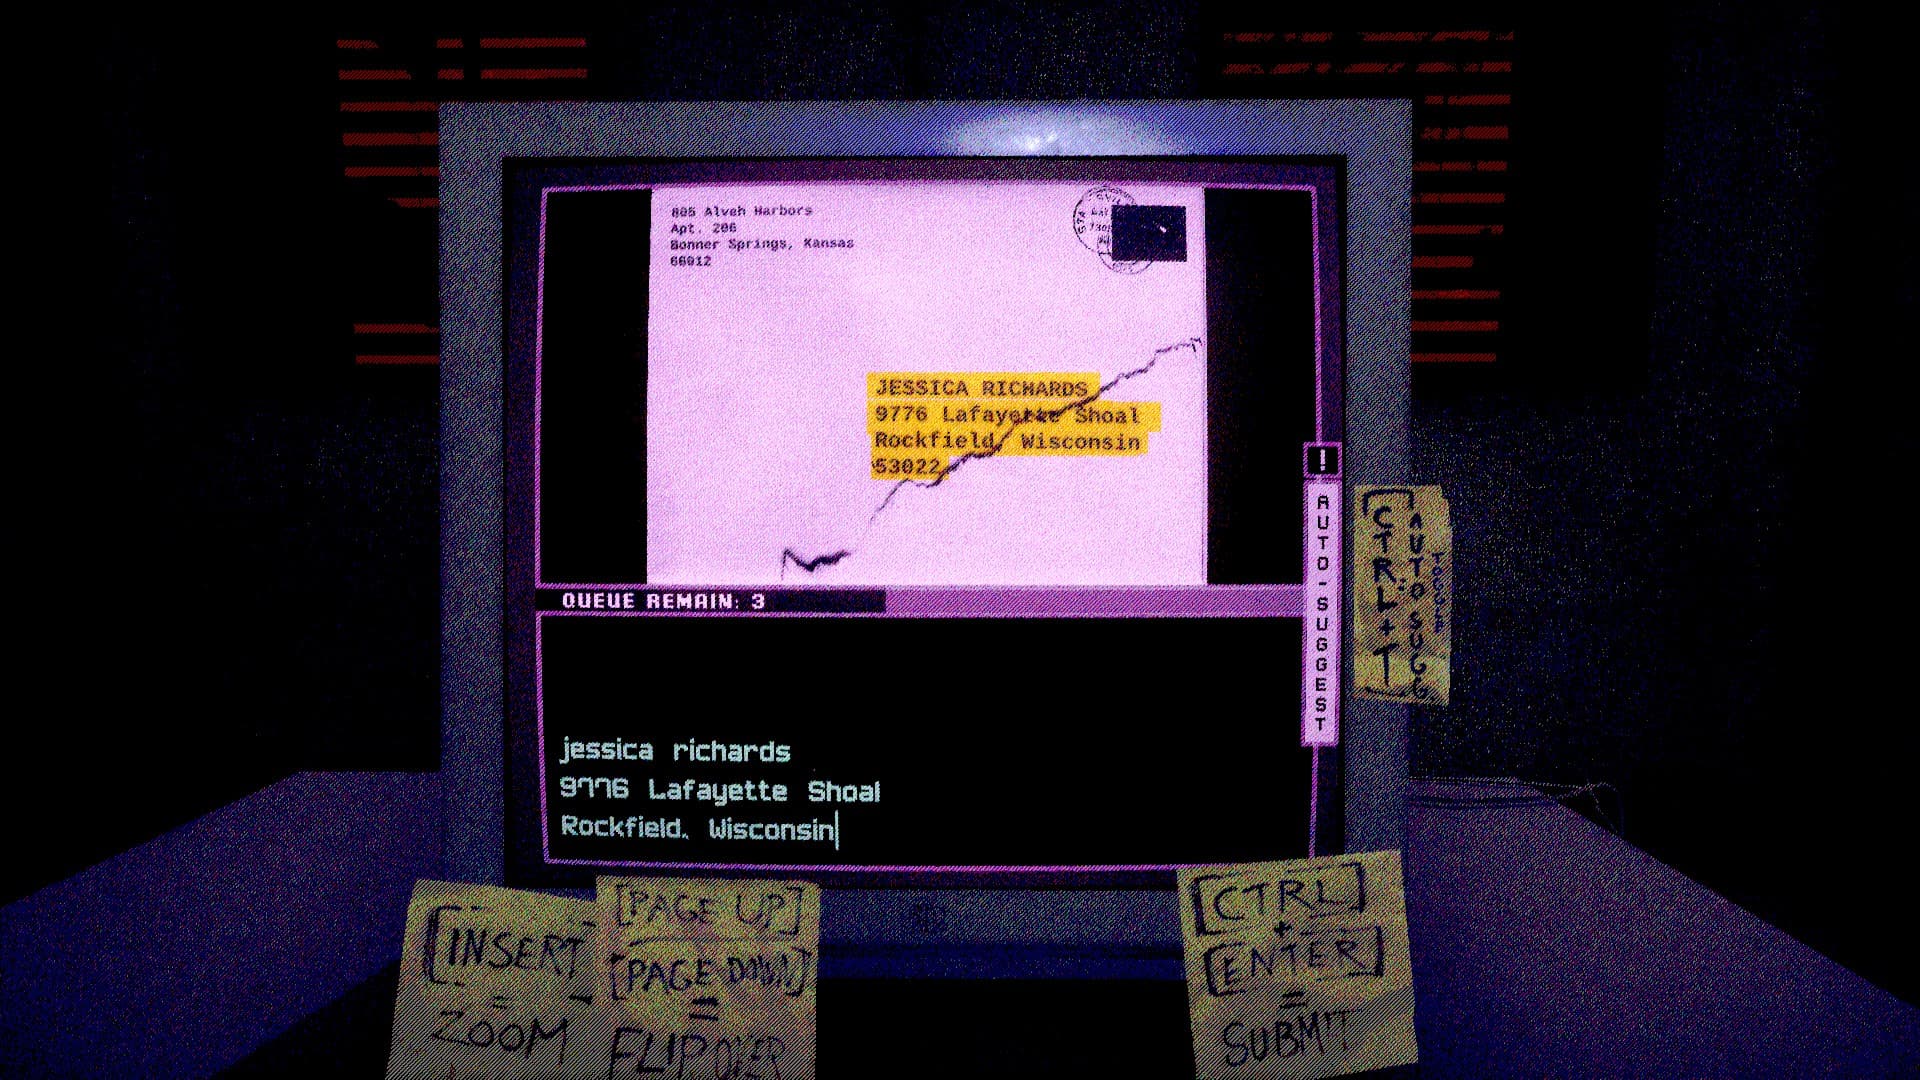 805 Alveh Harbors
Apt. 206
Bonner Springs, Kansas
66012
JESSICA RICHARDS
9776 Lafayette Shoal
Rockfield, Wisconsin
53022
!
AUTO-SUGGEST
[CTRL+T]
AUTO SUGG
TOGGLE
QUEUE REMAIN: 3
jessica richards
9776 Lafayette Shoal
Rockfield, Wisconsin
[INSERT
=
ZOOM
[PAGE UP]
[PAGE DOWN]
=
FLIP OVER
[CTRL]
+
[ENTER]
=
SUBMIT